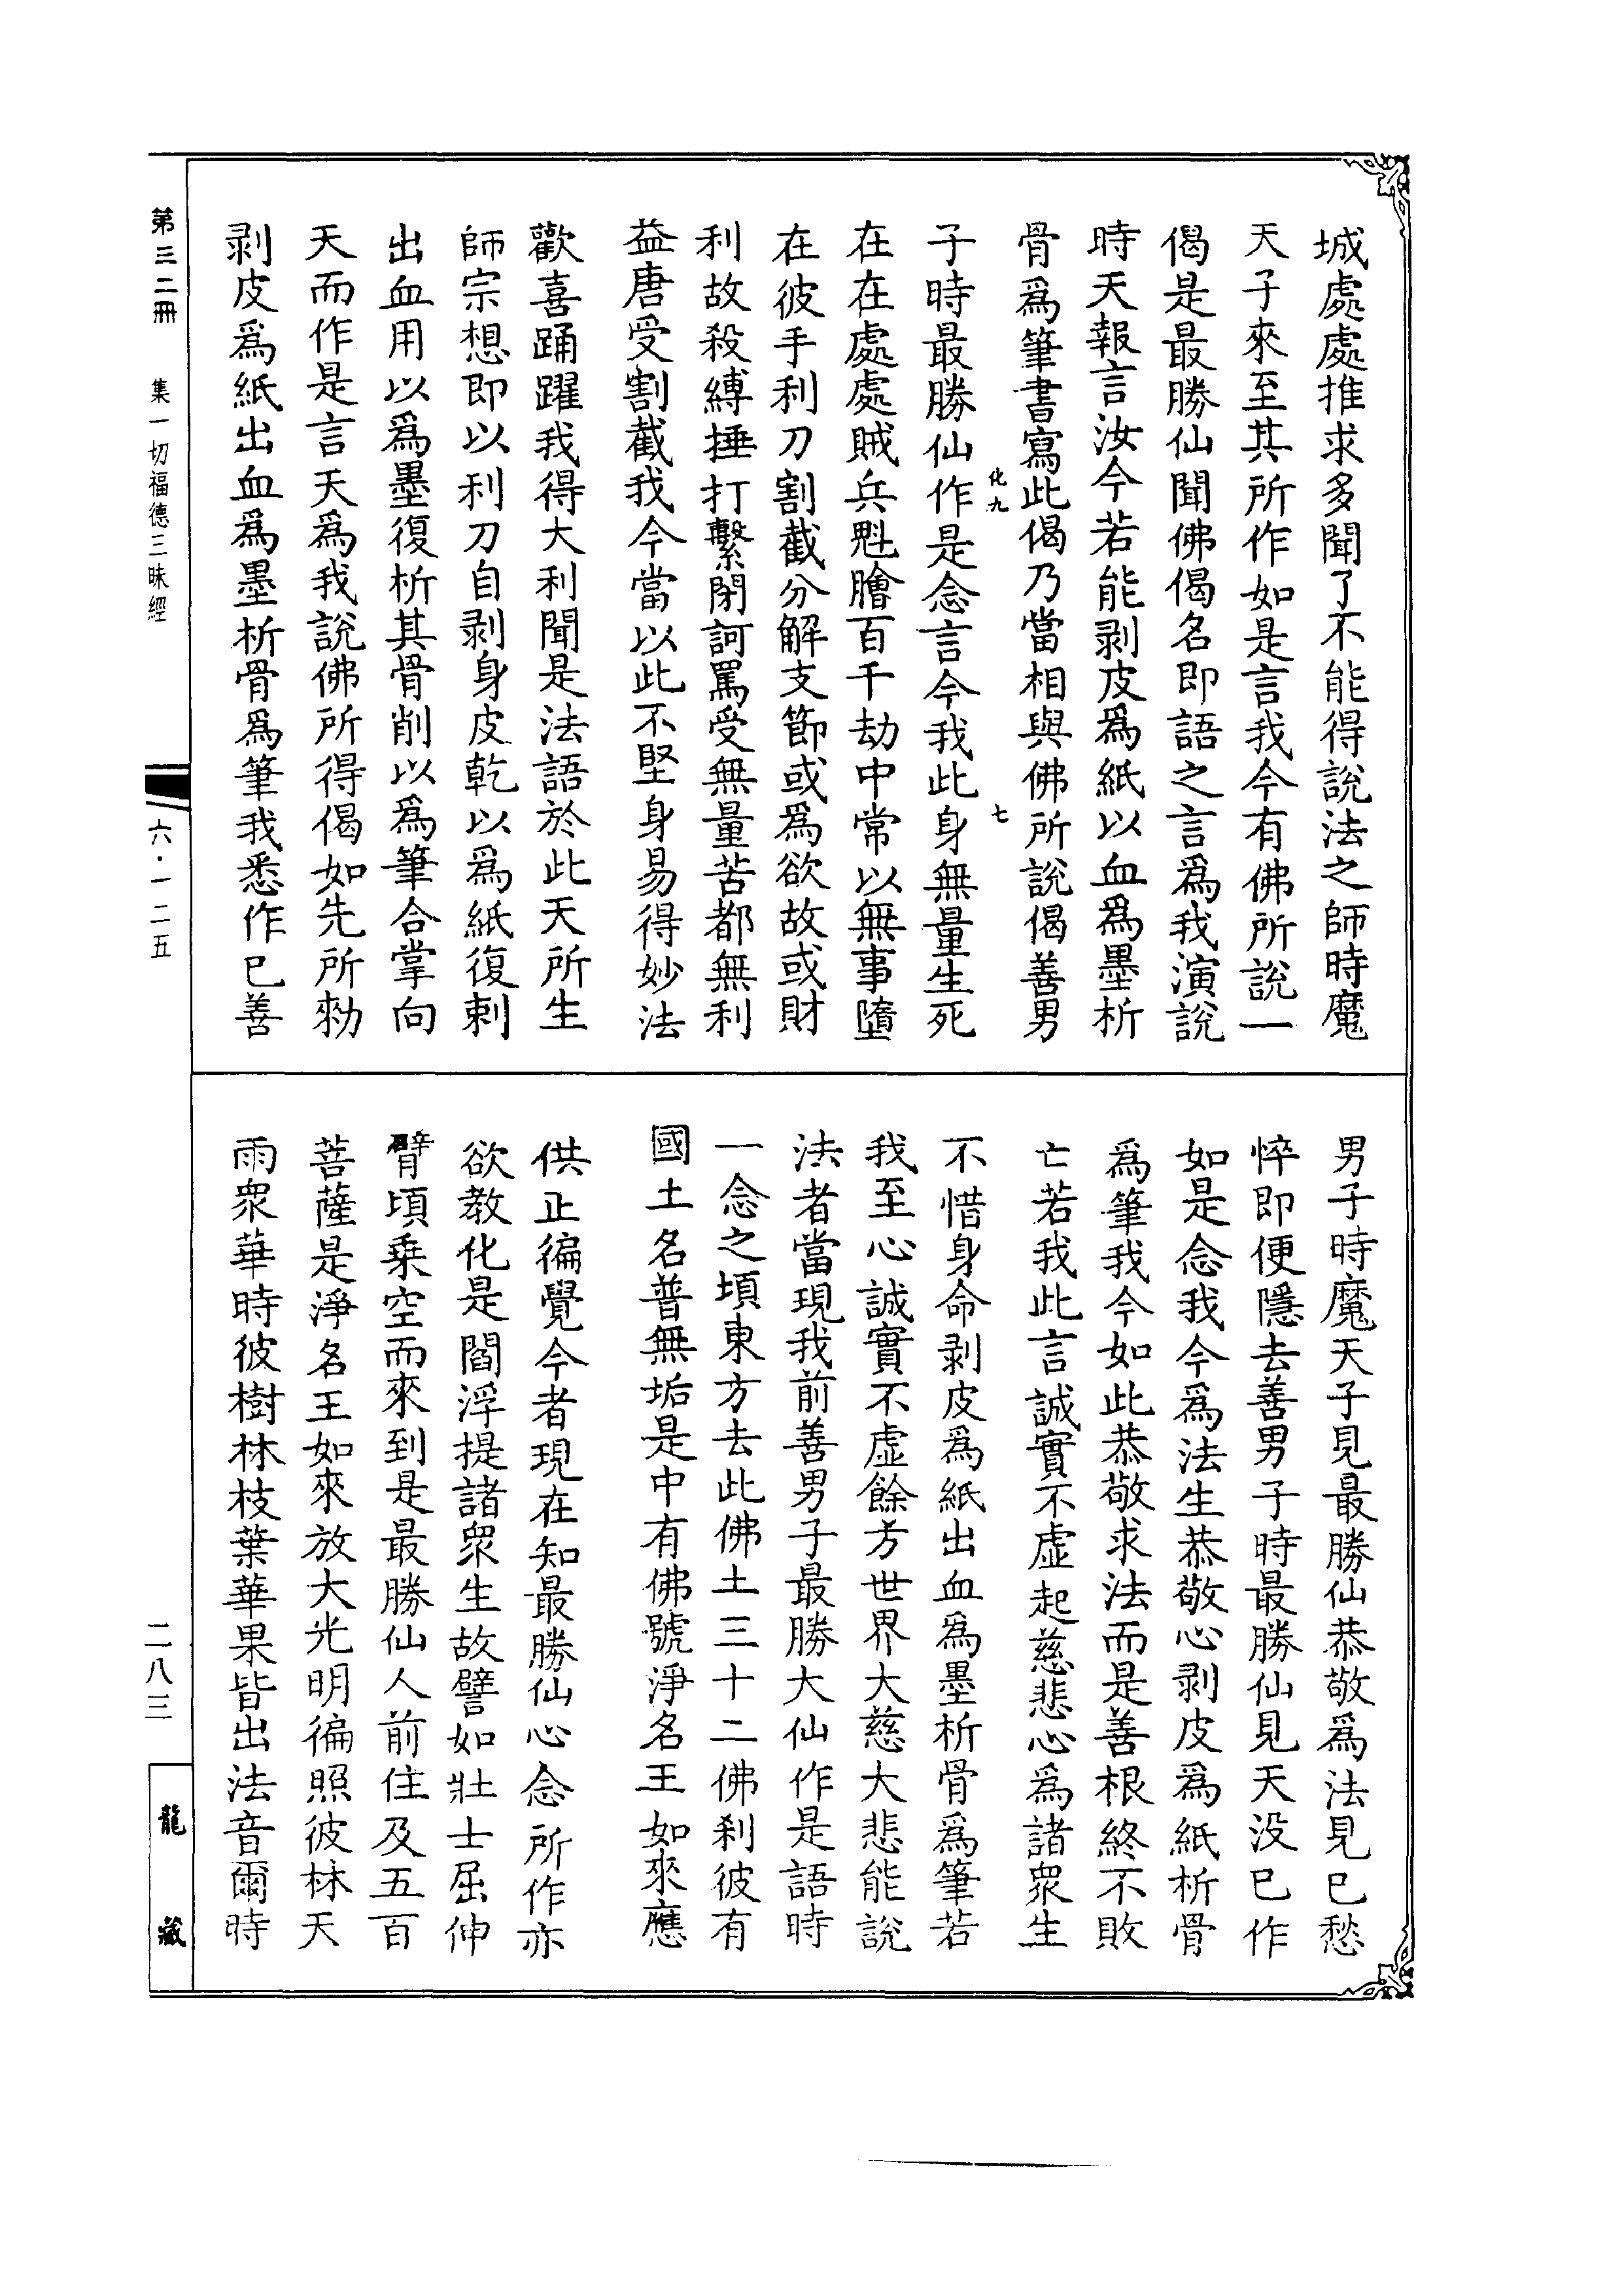 城處處推求多聞了不能得說法之師時魔
天子來至其所作如是言我今有佛所說一
偈是最勝仙聞佛偈偈名即語之言爲我演說
時天報言汝今若能剥皮爲紙以血爲墨析
骨爲筆書寫此偈乃當相與佛所說偈善男
化九
七
子時最勝仙作是念言今我此身無量生死
在在處處賊兵魁膾百千劫中常以無事墮
在彼手利刀割截分解支節或爲欲故或財
利故殺縛捶打繫閉訶罵受無量苦都無利
益唐受割截我今當以此不堅身易得妙法
歡喜踊躍我得大利聞是法語於此天所生
師宗想即以利刀自剥身皮乾以爲紙復刺
出血用以爲墨復析其骨削以爲筆合掌向
天而作是言天爲我說佛所得偈如先所勑
剥皮爲紙出血爲墨析骨爲筆我悉作已善
男子時魔天子見最勝仙恭敬爲法見已愁
悴即便隱去善男子時最勝仙見天没已作
如是念我今爲法生恭敬心剥皮爲紙析骨
爲筆我今如此恭敬求法而是善根終不敗
亡若我此言誠實不虛起慈悲心爲諸衆生
不惜身命剥皮爲紙出血爲墨析骨爲筆若
我至心誠實不虛餘方世界大慈大悲能說
法者當現我前善男子最勝大仙作是語時
一念之頃東方去此佛土三十二佛刹彼有
國土名普無垢是中有佛號淨名王如來應
供正徧覺今者現在知最勝仙心念所作亦
欲教化是閻浮提諸衆生故譬如壯士屈伸
臂頃乗空而來到是最勝仙人前住及五百
菩薩是淨名王如來放大光明徧照彼林天
雨衆華時彼樹林枝葉華果皆出法音爾時
第三二冊
集一切福德三昧經
六·一二五
二八三
龍藏